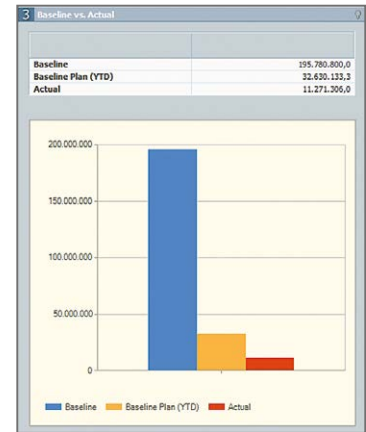 3 Baseline vs. Actual
Baseline 195.780.800,0
Baseline Plan (YTD) 32.630.133,3
Actual 11.271.306,0
200.000.000
150.000.000
100.000.000
50.000.000
0
Baseline Baseline Plan (YTD) Actual